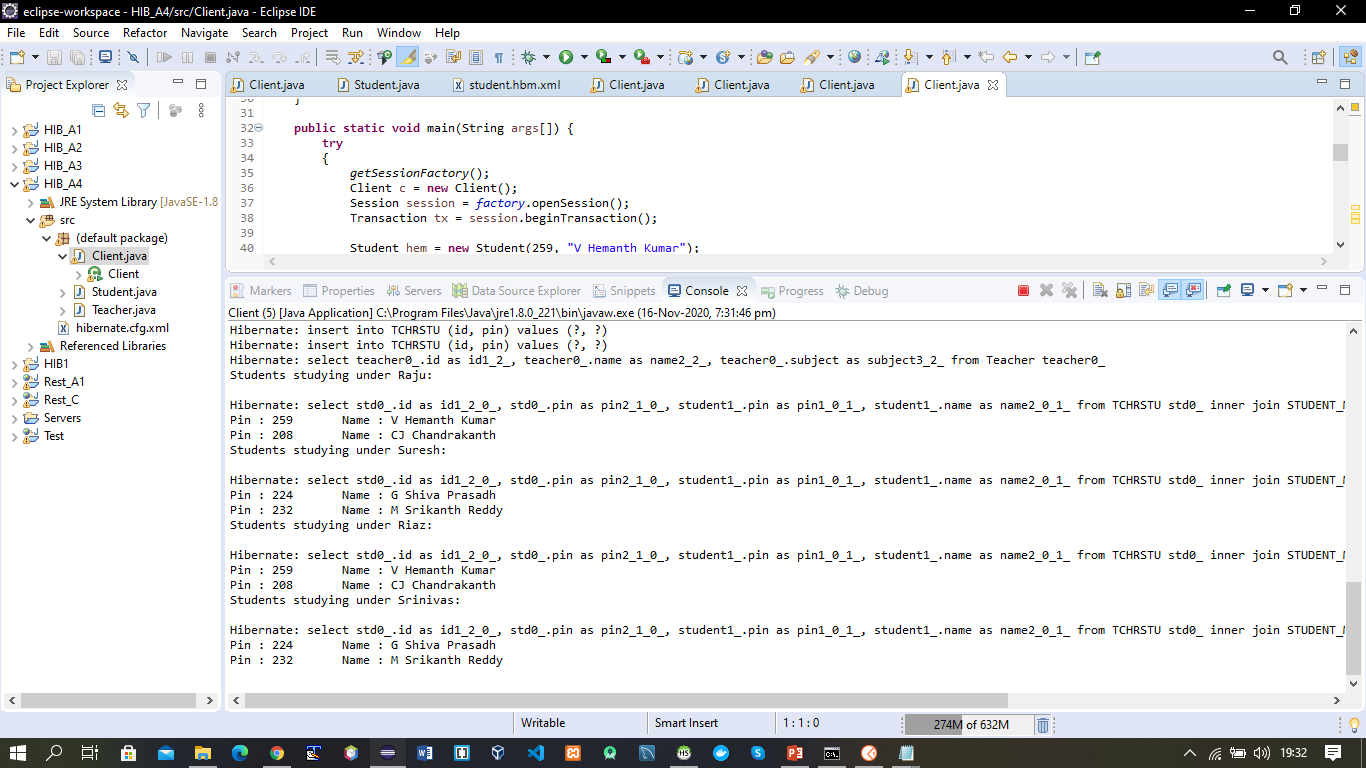 eclipse-workspace - HIB_A4/src/Client.java - Eclipse IDE
File Edit Source Refactor Navigate Search Project Run Window Help
Project Explorer
HIB_A1
HIB_A2
HIB_A3
HIB_A4
JRE System Library [JavaSE-1.8
src
(default package)
Client.java
Client
Student.java
Teacher.java
hibernate.cfg.xml
Referenced Libraries
HIB1
Rest_A1
Rest_C
Servers
Test
Client.java Student.java student.hbm.xml Client.java Client.java Client.java Client.java
30 }
31
32 public static void main(String args[]) {
33 try
34 {
35 getSessionFactory();
36 Client c = new Client();
37 Session session = factory.openSession();
38 Transaction tx = session.beginTransaction();
39
40 Student hem = new Student(259, "V Hemanth Kumar");
Markers Properties Servers Data Source Explorer Snippets Console Progress Debug
Client (5) [Java Application] C:\Program Files\Java\jre1.8.0_221\bin\javaw.exe (16-Nov-2020, 7:31:46 pm)
Hibernate: insert into TCHRSTU (id, pin) values (?, ?)
Hibernate: insert into TCHRSTU (id, pin) values (?, ?)
Hibernate: select teacher0_.id as id1_2_, teacher0_.name as name2_2_, teacher0_.subject as subject3_2_ from Teacher teacher0_
Students studying under Raju:
Hibernate: select std0_.id as id1_2_0_, std0_.pin as pin2_1_0_, student1_.pin as pin1_0_1_, student1_.name as name2_0_1_ from TCHRSTU std0_ inner join STUDENT_
Pin : 259 Name : V Hemanth Kumar
Pin : 208 Name : CJ Chandrakanth
Students studying under Suresh:
Hibernate: select std0_.id as id1_2_0_, std0_.pin as pin2_1_0_, student1_.pin as pin1_0_1_, student1_.name as name2_0_1_ from TCHRSTU std0_ inner join STUDENT_
Pin : 224 Name : G Shiva Prasadh
Pin : 232 Name : M Srikanth Reddy
Students studying under Riaz:
Hibernate: select std0_.id as id1_2_0_, std0_.pin as pin2_1_0_, student1_.pin as pin1_0_1_, student1_.name as name2_0_1_ from TCHRSTU std0_ inner join STUDENT_
Pin : 259 Name : V Hemanth Kumar
Pin : 208 Name : CJ Chandrakanth
Students studying under Srinivas:
Hibernate: select std0_.id as id1_2_0_, std0_.pin as pin2_1_0_, student1_.pin as pin1_0_1_, student1_.name as name2_0_1_ from TCHRSTU std0_ inner join STUDENT_
Pin : 224 Name : G Shiva Prasadh
Pin : 232 Name : M Srikanth Reddy
Writable Smart Insert 1 : 1 : 0 274M of 632M
19:32